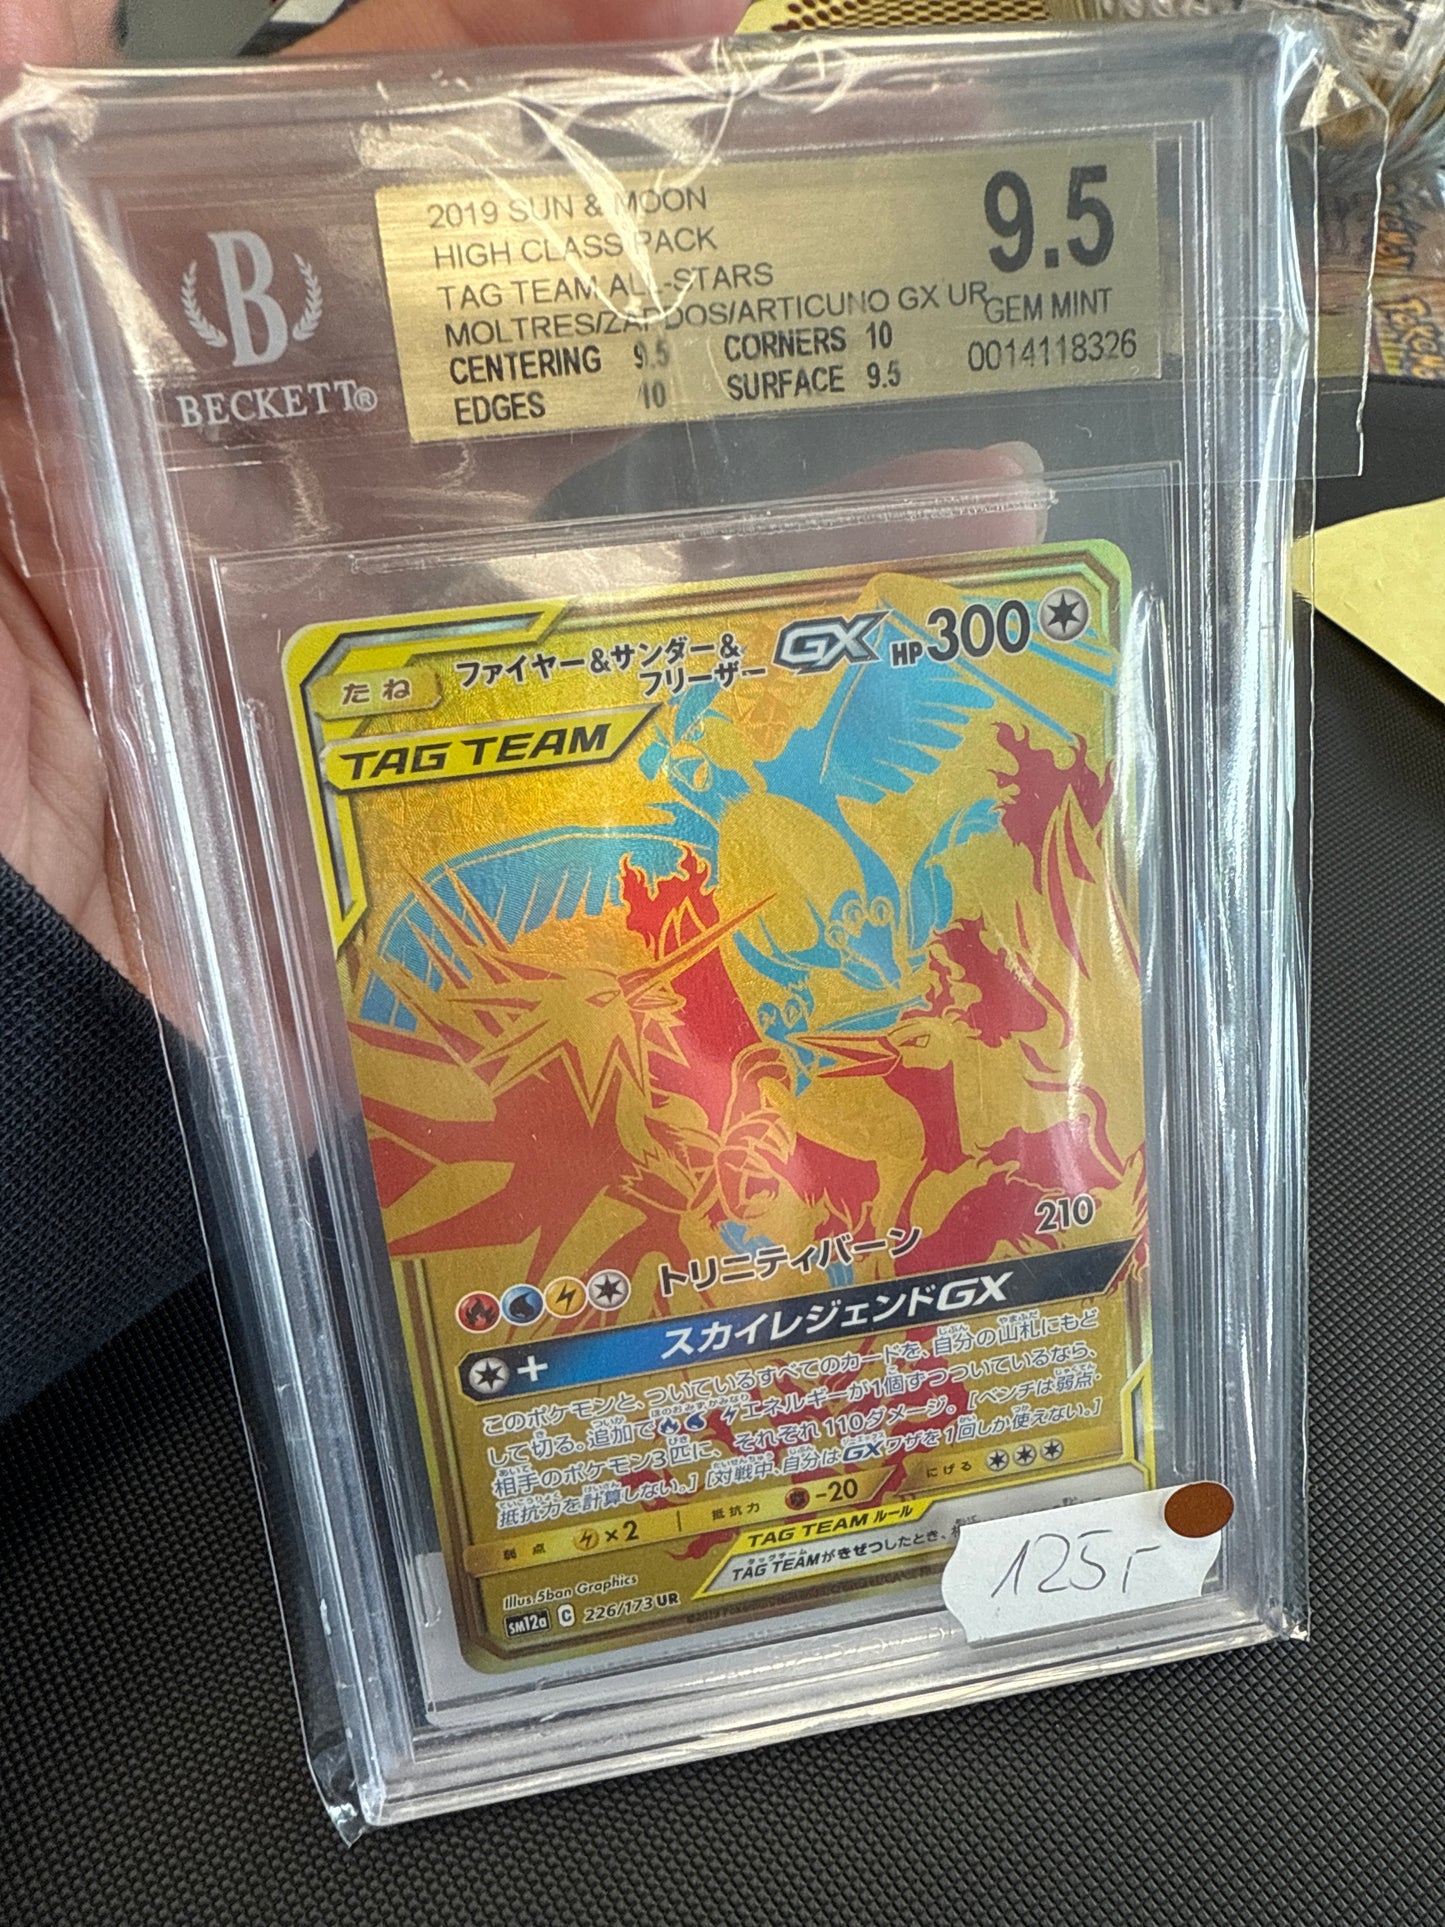 2019 SUN & MOON
HIGH CLASS PACK
TAG TEAM ALL-STARS
MOLTRES/ZAPDOS/ARTICUNO GX UR
9.5
GEM MINT
CENTERING 9.5 CORNERS 10
EDGES 10 SURFACE 9.5
0014118326
B
BECKETT®
たね
ファイヤー&サンダー&
フリーザー
GX HP300
TAG TEAM
トリニティバーン 210
+ スカイレジェンドGX
このポケモンと、ついているすべてのカードを、自分の山札にもど
して切る。追加でエネルギーが1個ずつついているなら、
相手のポケモン3匹に、それぞれ110ダメージ。[ベンチは弱点・
抵抗力を計算しない。] [対戦中、自分はGXワザを1回しか使えない。]
弱点 ×2 抵抗力 -20 にげる
TAG TEAM ルール
TAG TEAMがきぜつしたとき、
Illus. 5ban Graphics
SM12a C 226/173 UR
125